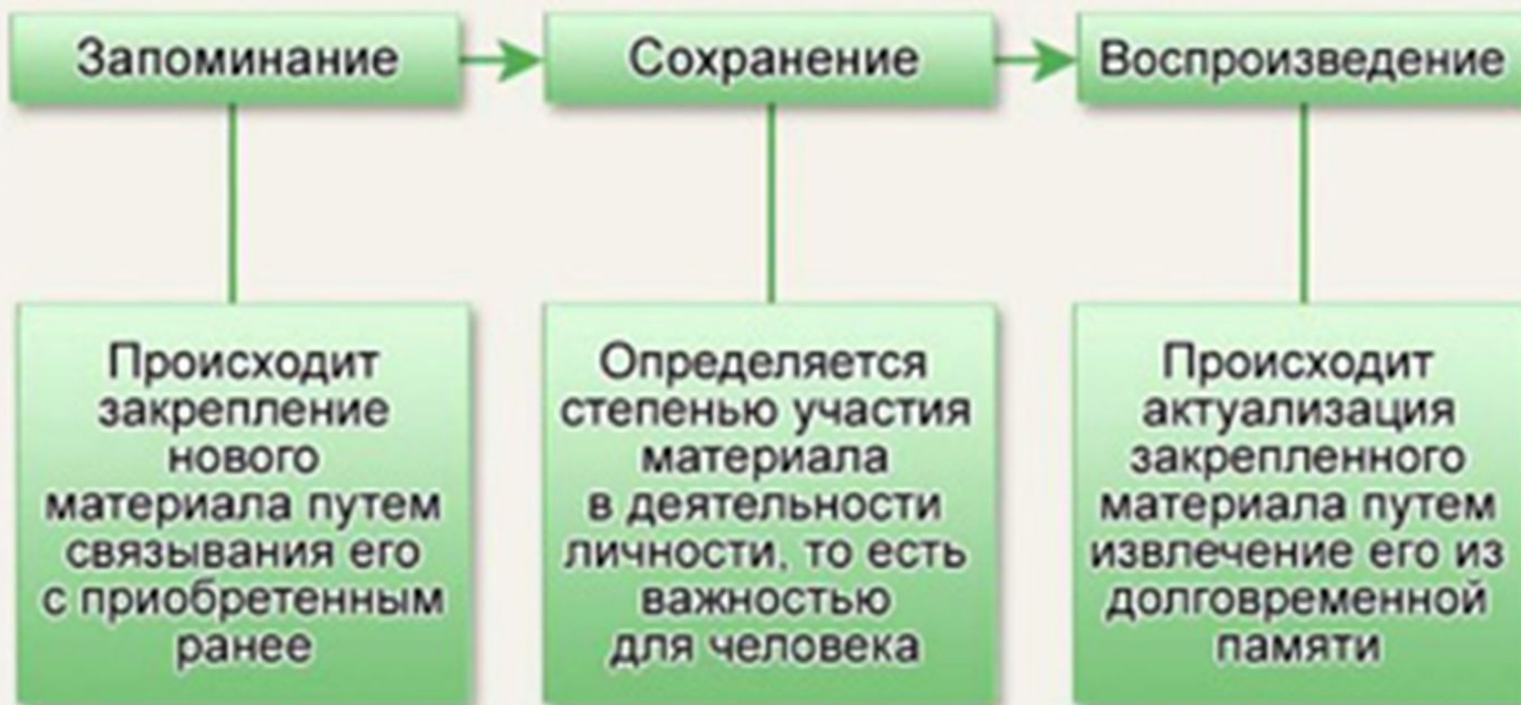 Запоминание
Сохранение
Воспроизведение
Происходит
закрепление
нового
материала путем
связывания его
с приобретенным
ранее
Определяется
степенью участия
материала
в деятельности
личности, то есть
важностью
для человека
Происходит
актуализация
закрепленного
материала путем
извлечение его из
долговременной
памяти